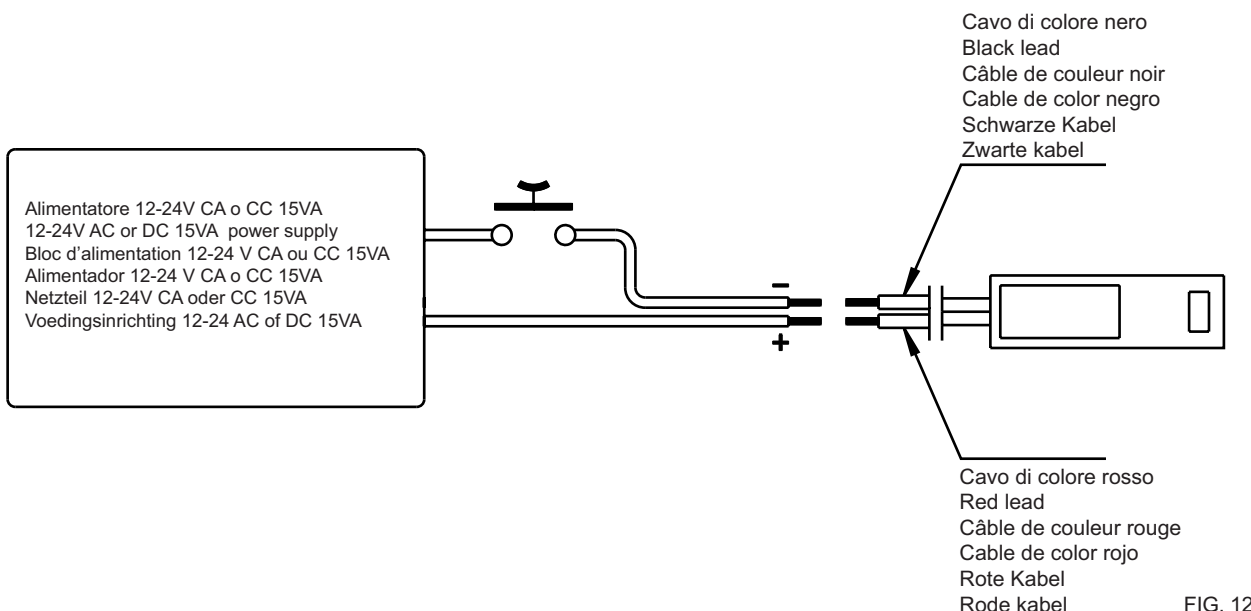 Cavo di colore nero
Black lead
Câble de couleur noir
Cable de color negro
Schwarze Kabel
Zwarte kabel
Alimentatore 12-24V CA o CC 15VA
12-24V AC or DC 15VA power supply
Bloc d'alimentation 12-24 V CA ou CC 15VA
Alimentador 12-24 V CA o CC 15VA
Netzteil 12-24V CA oder CC 15VA
Voedingsinrichting 12-24 AC of DC 15VA
-
+
Cavo di colore rosso
Red lead
Câble de couleur rouge
Cable de color rojo
Rote Kabel
Rode kabel
FIG. 12